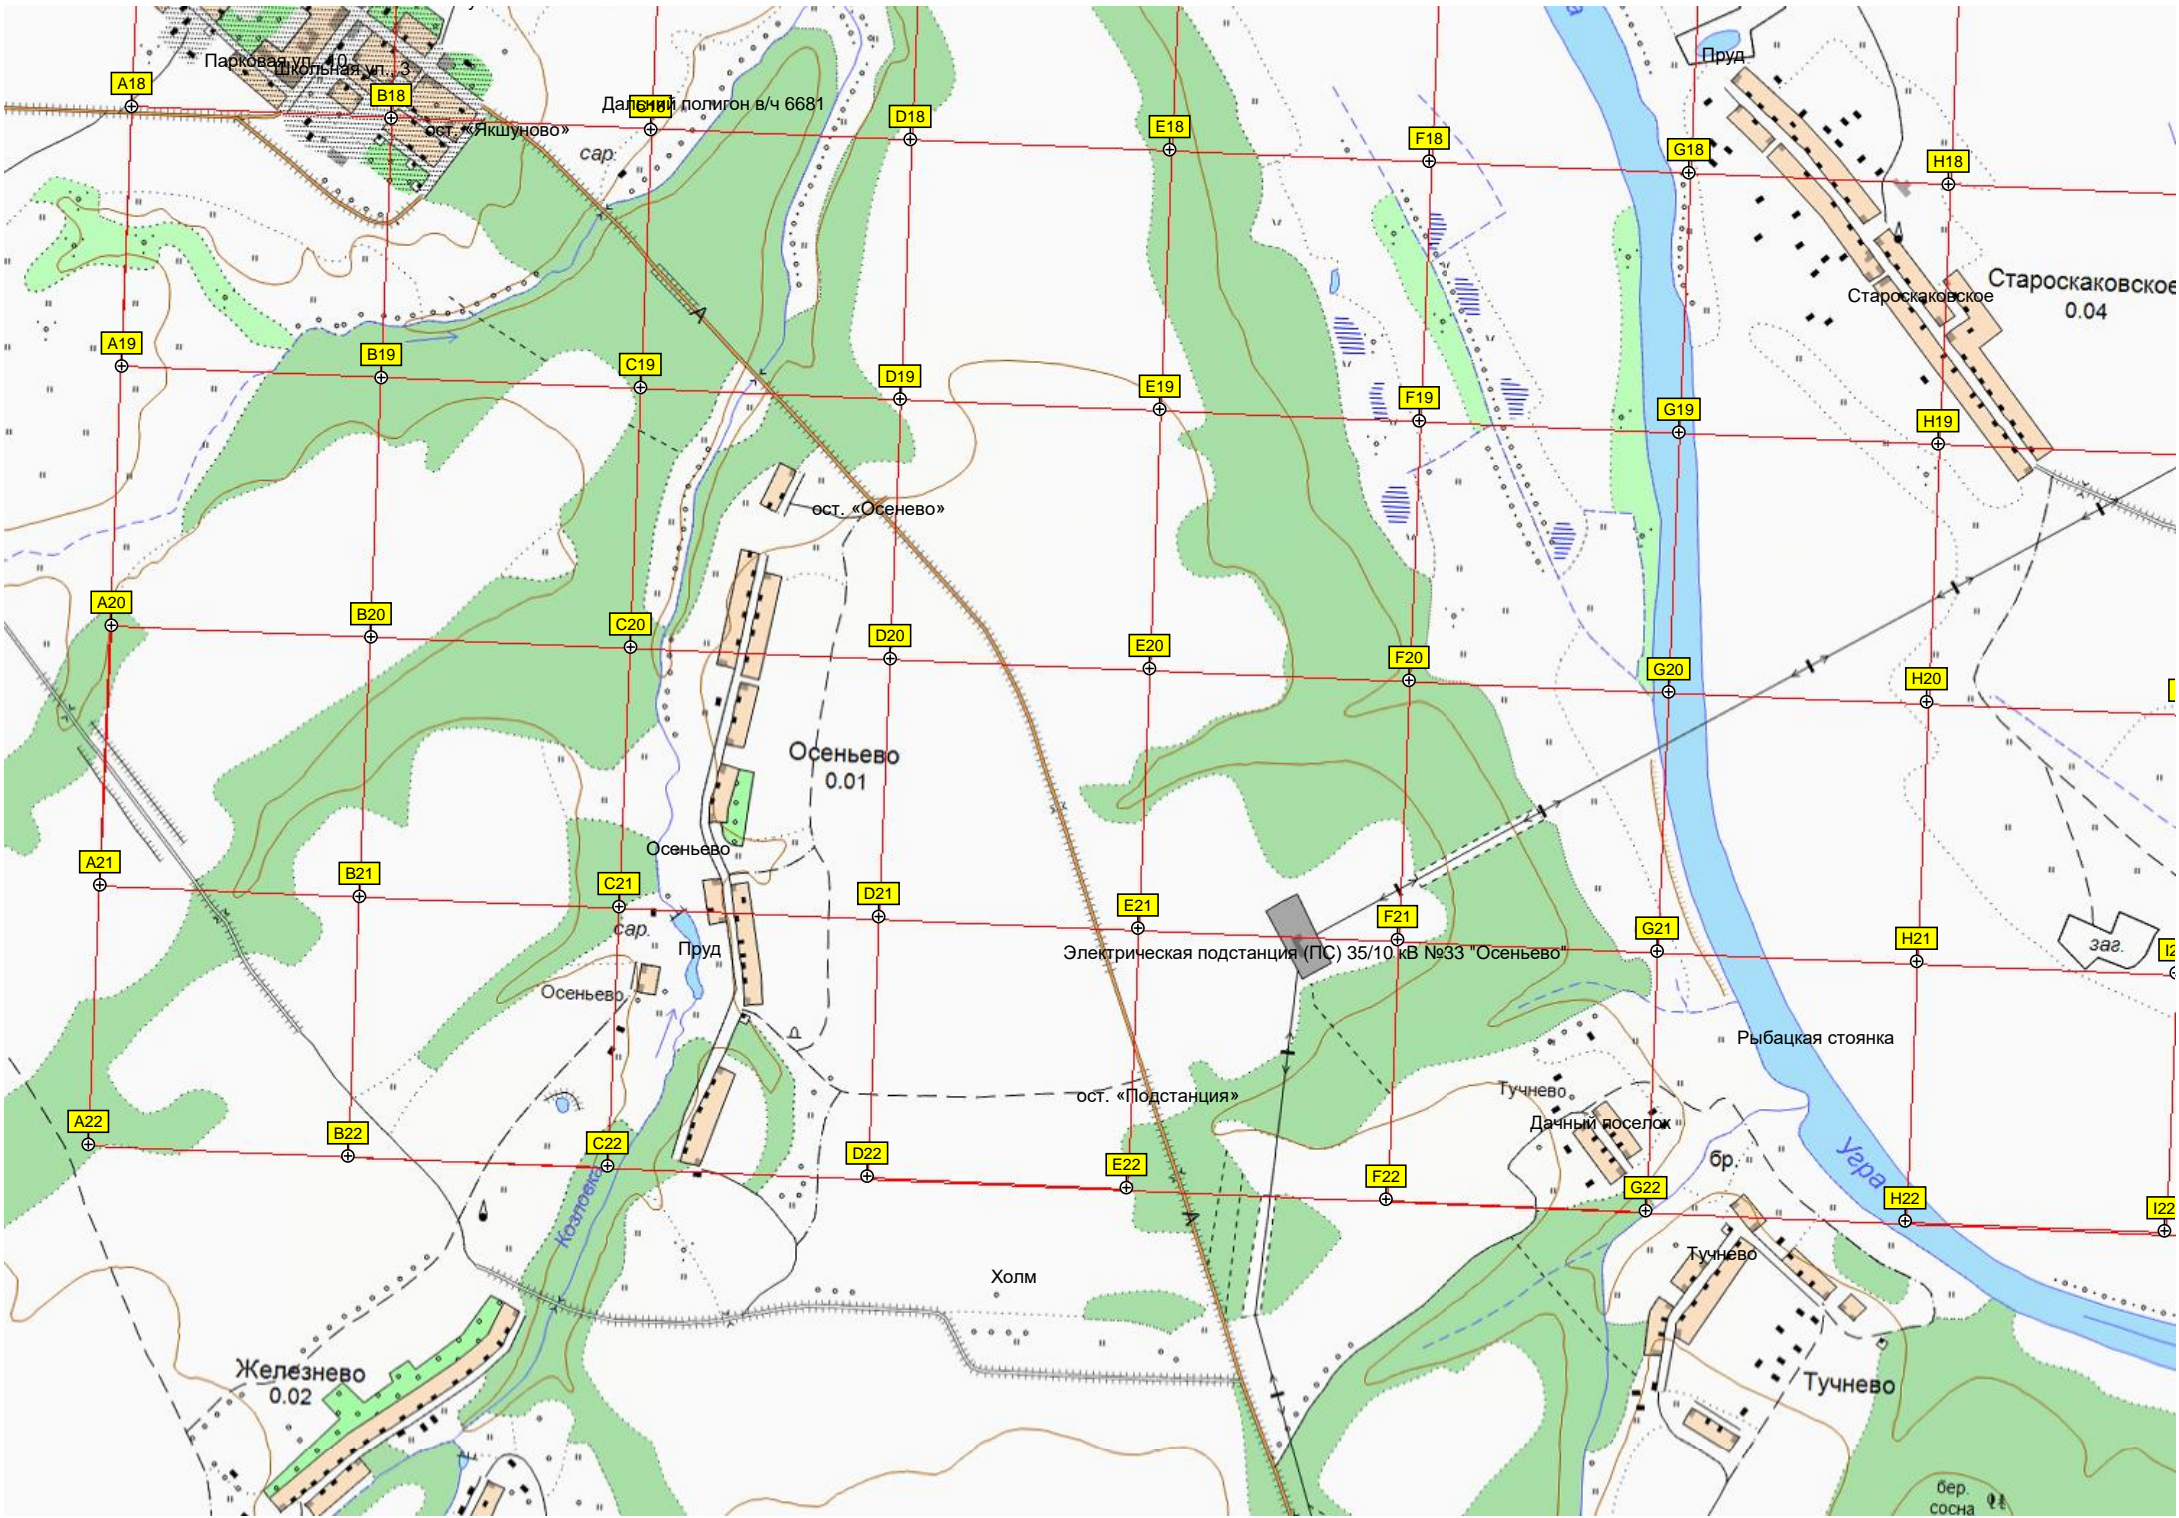 Парковая ул., 10
Школьная ул., 3
Пруд
A18
B18
Дальний полигон в/ч 6681
D18
E18
F18
G18
H18
ост. «Якшуново»
сар.
Староскаковское
0.04
Староскаковское
A19
B19
C19
D19
E19
F19
G19
H19
ост. «Осенево»
A20
B20
C20
D20
E20
F20
G20
H20
Осеньево
0.01
Осеньево
A21
B21
C21
D21
E21
F21
G21
H21
заг.
сар.
Пруд
Электрическая подстанция (ПС) 35/10 кВ №33 "Осеньево"
Осеньево
Рыбацкая стоянка
Тучнево
ост. «Подстанция»
Дачный поселок
A22
B22
C22
D22
E22
F22
G22
H22
I22
бр.
Угра
Козловка
Тучнево
Холм
Железнево
0.02
Тучнево
бер.
сосна